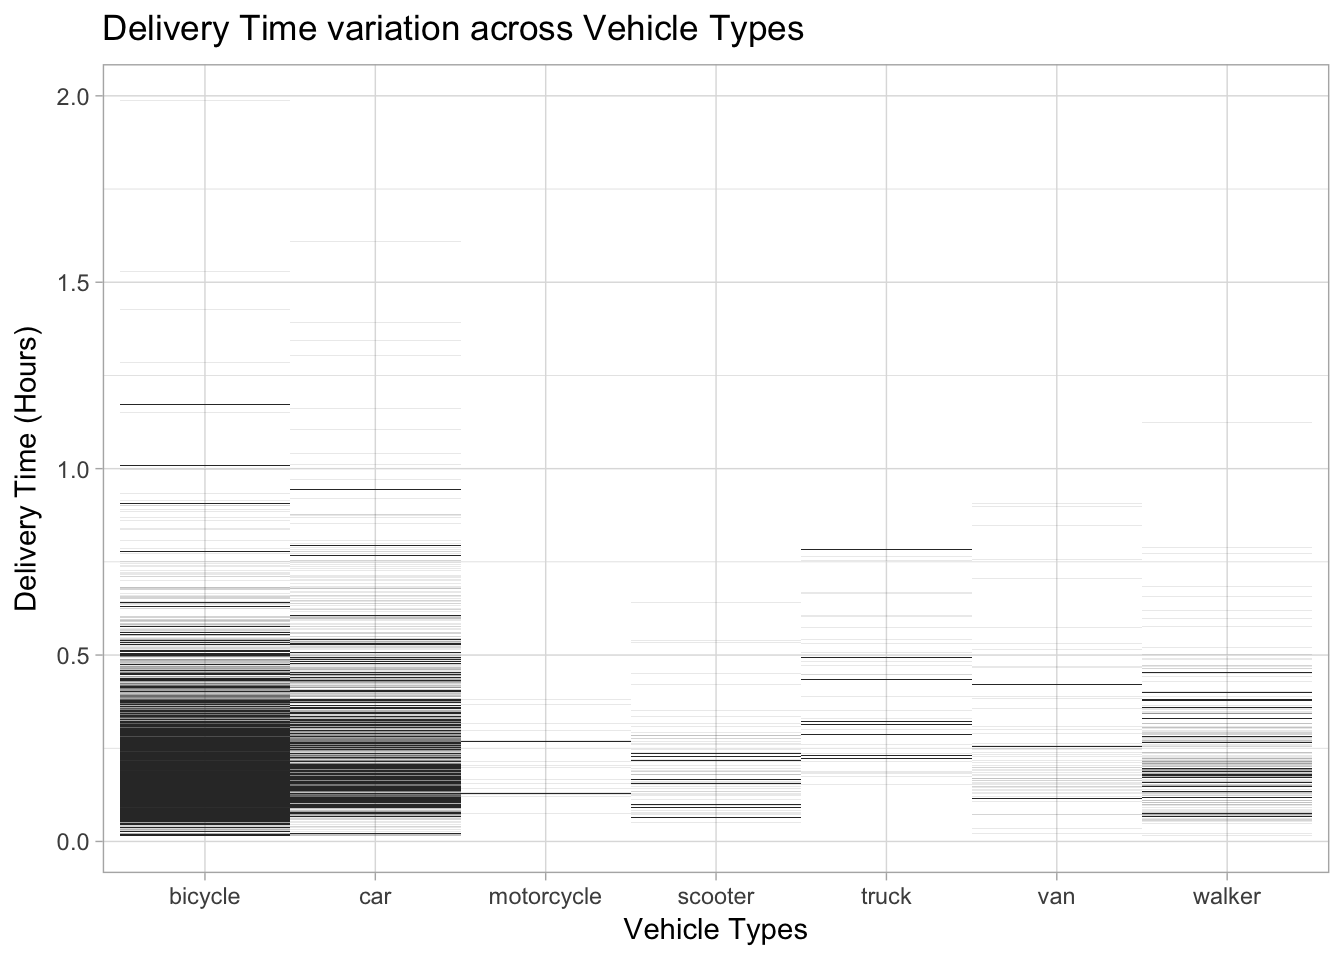 Delivery Time variation across Vehicle Types
Delivery Time (Hours)
2.0
1.5
1.0
0.5
0.0
bicycle car motorcycle scooter truck van walker
Vehicle Types